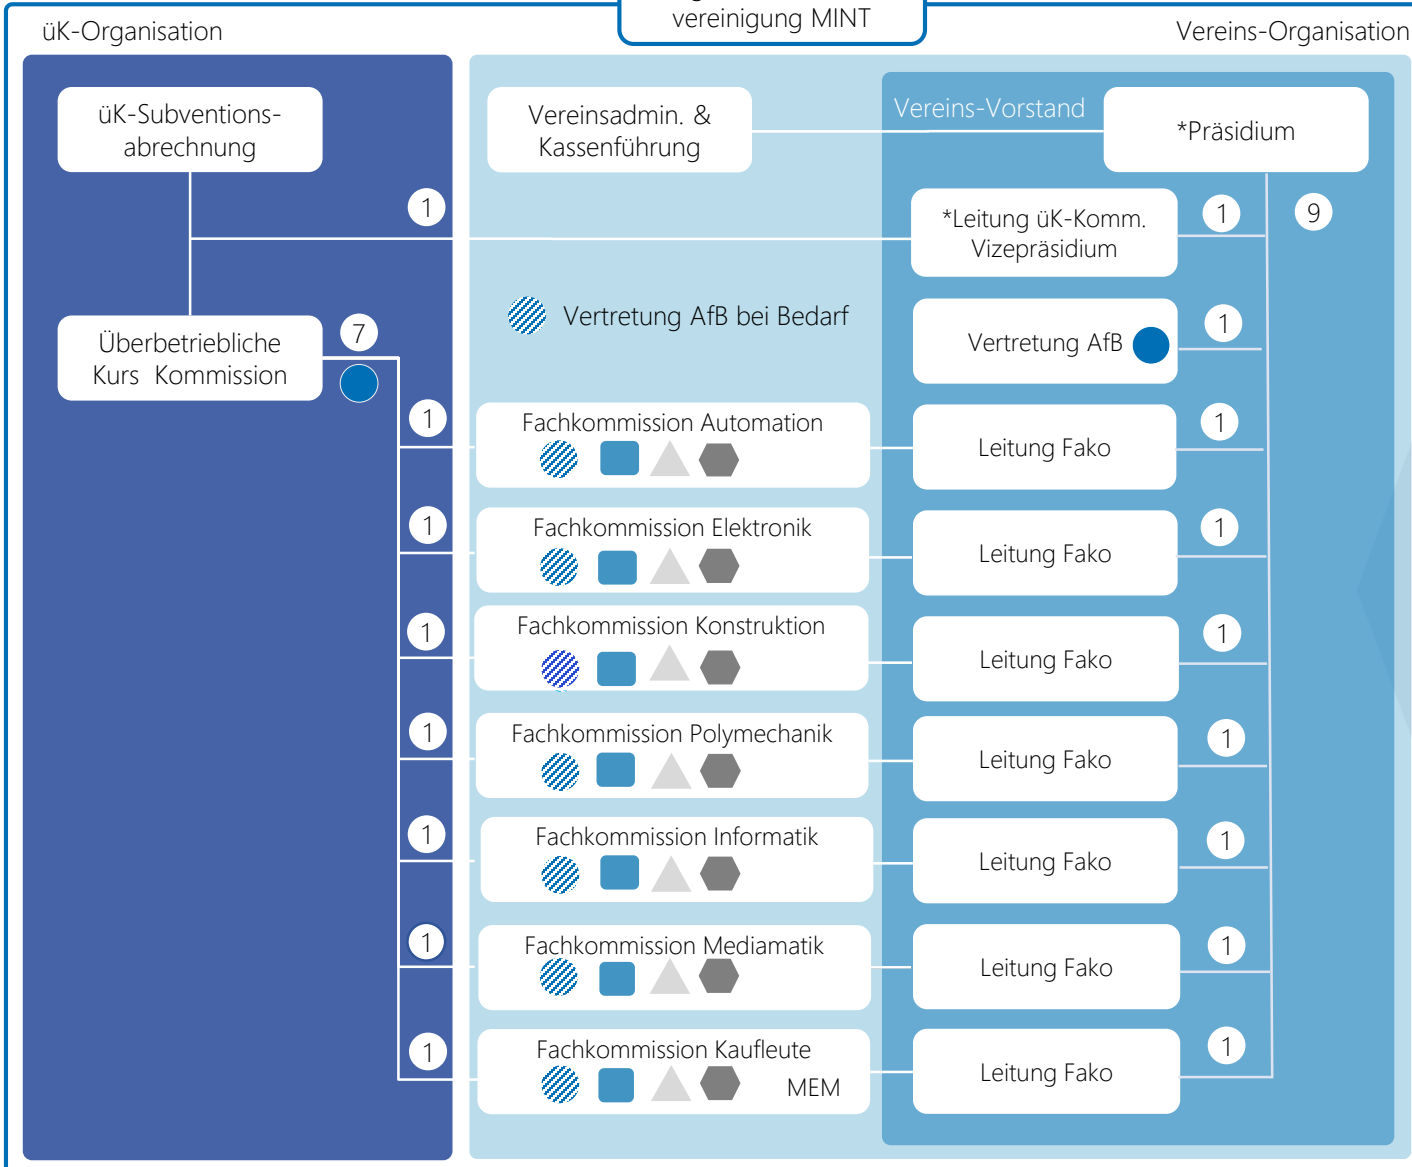 vereinigung MINT
üK-Organisation
Vereins-Organisation
üK-Subventions-
abrechnung
Vereinsadmin. &
Kassenführung
Vereins-Vorstand
*Präsidium
1
*Leitung üK-Komm.
Vizepräsidium
1
9
Vertretung AfB bei Bedarf
Überbetriebliche
Kurs Kommission
7
Vertretung AfB
1
1
Fachkommission Automation
Leitung Fako
1
1
Fachkommission Elektronik
Leitung Fako
1
1
Fachkommission Konstruktion
Leitung Fako
1
1
Fachkommission Polymechanik
Leitung Fako
1
1
Fachkommission Informatik
Leitung Fako
1
1
Fachkommission Mediamatik
Leitung Fako
1
1
Fachkommission Kaufleute
MEM
Leitung Fako
1